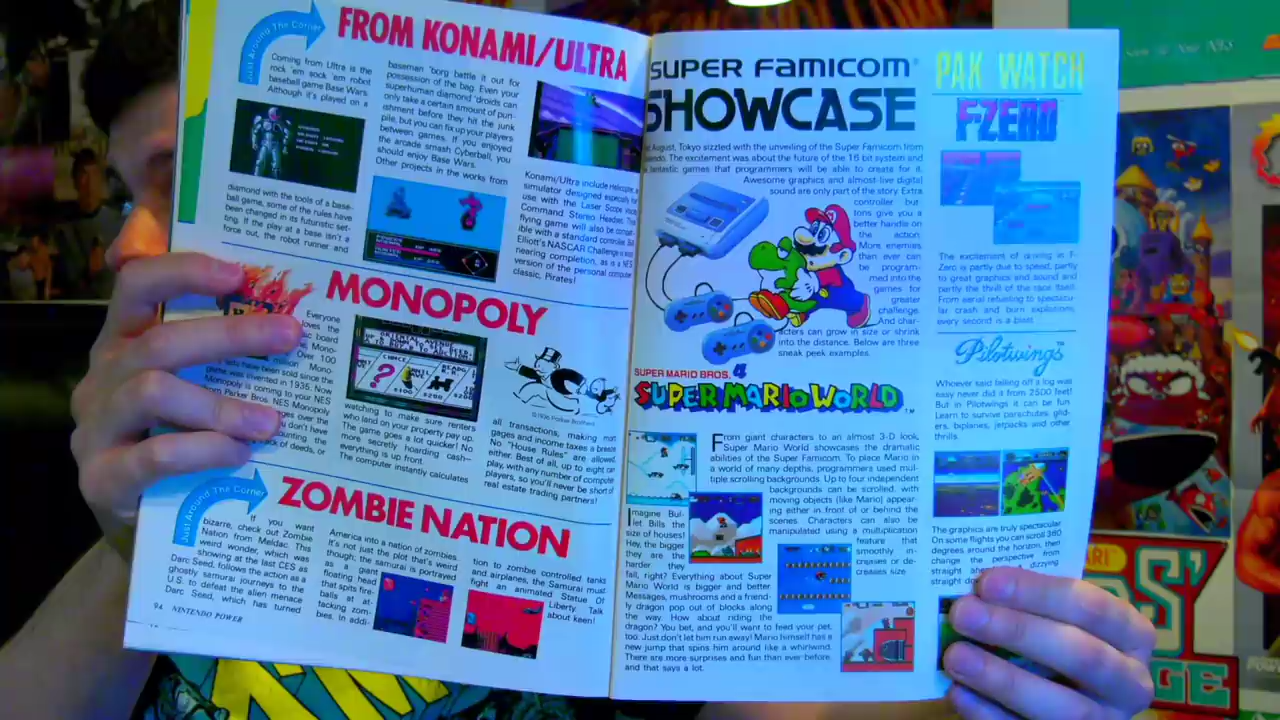 Just Around The Corner
FROM KONAMI/ULTRA
Coming from Ultra is the
rock 'em sock 'em robot
baseball game Base Wars.
Although it's played on a
diamond with the tools of a base-
ball game, some of the rules have
been changed in its futuristic set-
ting. If the play at a base isn't a
force out, the robot runner and
baseman 'borg battle it out for
possession of the bag. Even your
superhuman diamond 'droids can
only take a certain amount of pun-
ishment before they hit the junk
pile, but you can fix up your players
between games. If you enjoyed
the arcade smash Cyberball, you
should enjoy Base Wars.
Other projects in the works from
Konami/Ultra include Helicopter, a
simulator designed especially for
use with the Laser Scope Voice
Command Stereo Headset. This
flying game will also be compat-
ible with a standard controller. Bill
Elliott's NASCAR Challenge is also
nearing completion, as is a NES
version of the personal computer
classic, Pirates!
MONOPOLY
Everyone
loves the
board
Mono-
Over 100
million Mono-
have been sold since the
game was invented in 1935. Now
Monopoly is coming to your NES
from Parker Bros. NES Monopoly
ges over the
you don't have
counting the
of deeds, or
watching to make sure renters
who land on your property pay up.
The game goes a lot quicker! No
more secretly hoarding cash—
everything is up front.
The computer instantly calculates
© 1936 Parker Brothers
all transactions, making mort-
gages and income taxes a breeze
No "House Rules" are allowed,
either. Best of all, up to eight can
play, with any number of computer
players, so you'll never be short of
real estate trading partners!
Just Around The Corner
ZOMBIE NATION
If you want
bizarre, check out Zombie
Nation from Meldac. This
weird wonder, which was
showing at the last CES as
Darc Seed, follows the action as a
ghostly samurai journeys to the
U.S. to defeat the alien menace
Darc Seed, which has turned
America into a nation of zombies.
It's not just the plot that's weird
though, the samurai is portrayed
as a giant
floating head
that spits fire-
balls at at-
tacking zom-
bies. In addi-
tion to zombie controlled tanks
and airplanes, the Samurai must
fight an animated Statue Of
Liberty. Talk
about keen!
94 NINTENDO POWER
SUPER FAMICOM
SHOWCASE
August, Tokyo sizzled with the unveiling of the Super Famicom from
The excitement was about the future of the 16 bit system and
fantastic games that programmers will be able to create for it.
Awesome graphics and almost-live digital
sound are only part of the story. Extra
controller but-
tons give you a
better handle on
the action.
More enemies
than ever can
be program-
med into the
games for
greater
challenge.
And char-
acters can grow in size or shrink
into the distance. Below are three
sneak peek examples.
SUPER MARIO BROS. 4
SUPER MARIO WORLD
TM
From giant characters to an almost 3-D look,
Super Mario World showcases the dramatic
abilities of the Super Famicom. To place Mario in
a world of many depths, programmers used mul-
tiple scrolling backgrounds. Up to four independent
backgrounds can be scrolled, with
moving objects (like Mario) appear-
ing either in front of or behind the
scenes. Characters can also be
manipulated using a multiplication
feature that
smoothly in-
creases or de-
creases size
Imagine Bul-
let Bills the
size of houses!
Hey, the bigger
they are the
harder they
fall, right? Everything about Super
Mario World is bigger and better.
Messages, mushrooms and a friend-
ly dragon pop out of blocks along
the way. How about riding the
dragon? You bet, and you'll want to feed your pet,
too. Just don't let him run away! Mario himself has a
new jump that spins him around like a whirlwind.
There are more surprises and fun than ever before,
and that says a lot.
PAK WATCH
F-ZERO
The excitement of driving in F-
Zero is partly due to speed, partly
to great graphics and sound and
partly the thrill of the race itself.
From aerial refueling to spectacu-
lar crash and burn explosions,
every second is a blast.
Pilotwings
Whoever said falling off a log was
easy never did it from 2500 feet!
But in Pilotwings it can be fun.
Learn to survive parachutes, glid-
ers, biplanes, jetpacks and other
thrills.
The graphics are truly spectacular
On some flights you can scroll 360
degrees around the horizon, then
change the perspective from
straight dizzying
straight